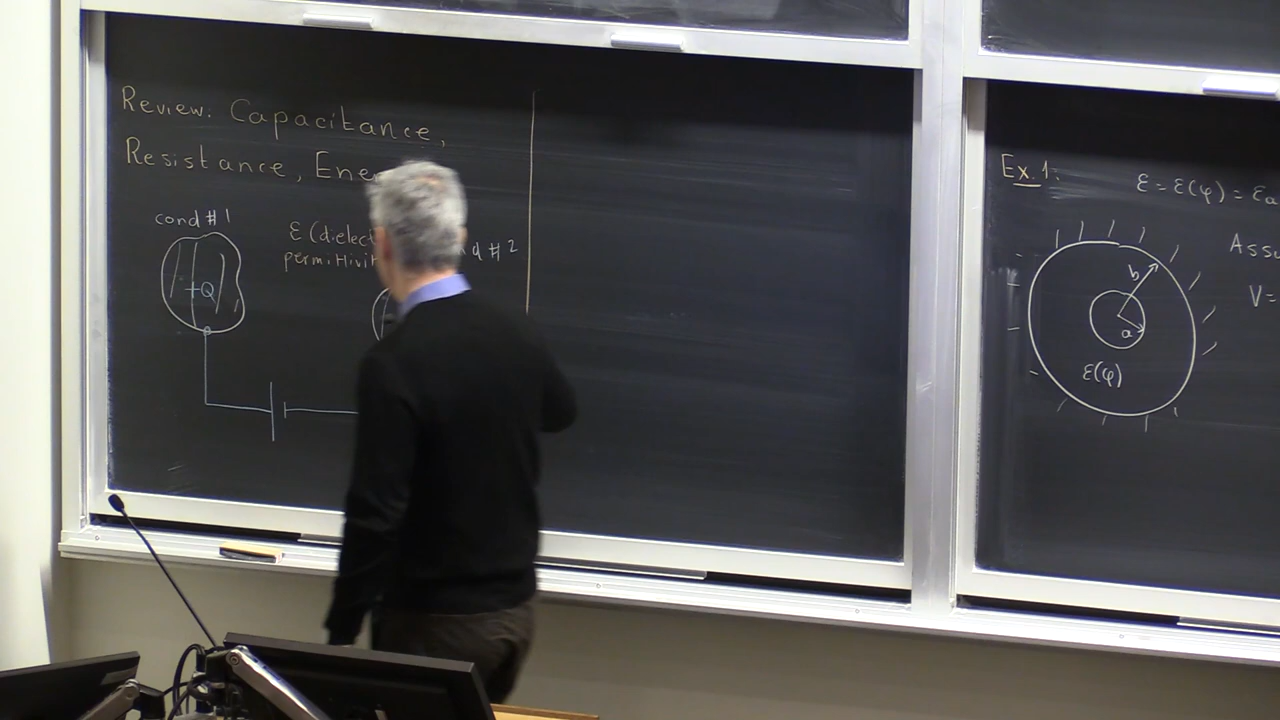 Review. Capacitance,
Resistance, Ene
cond #1
ε (dielect
permittivit
d #2
+Q
Ex. 1:
ε = ε(φ) = εa
Assu
V=
b
a
ε(φ)